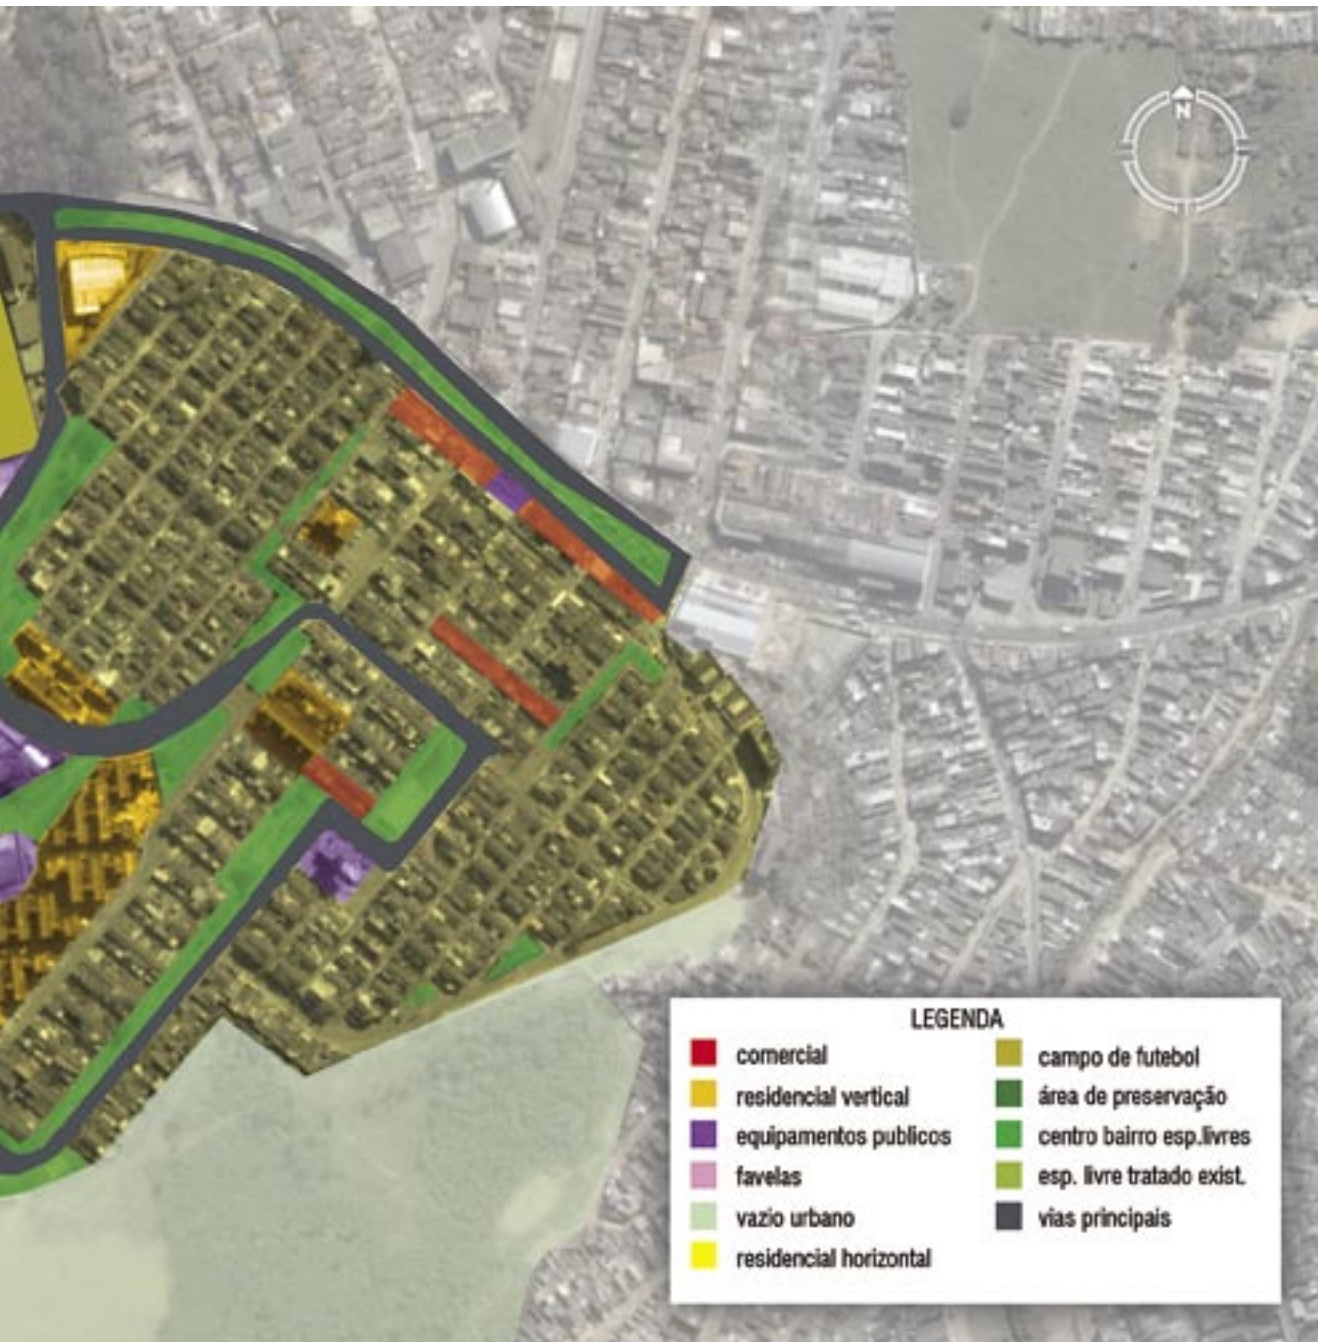 N
LEGENDA
comercial
residencial vertical
equipamentos publicos
favelas
vazio urbano
residencial horizontal
campo de futebol
área de preservação
centro bairro esp.livres
esp. livre tratado exist.
vias principais